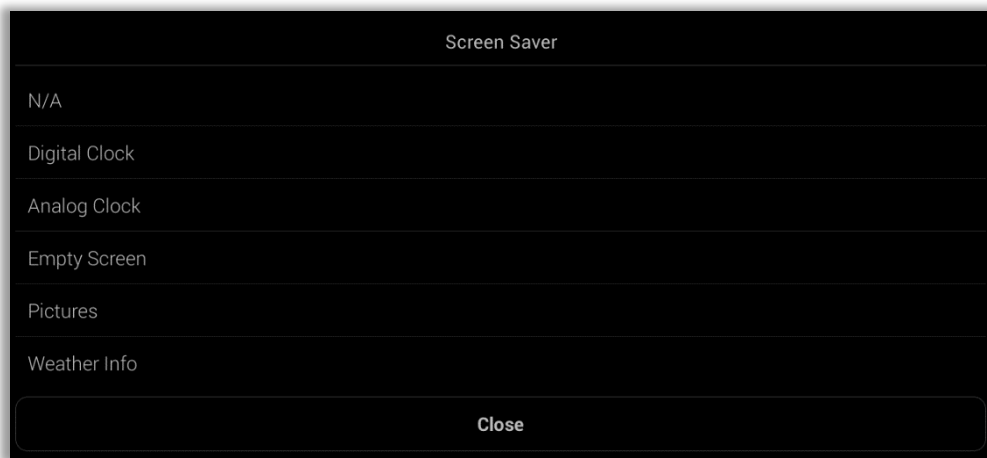 Screen Saver
N/A
Digital Clock
Analog Clock
Empty Screen
Pictures
Weather Info
Close